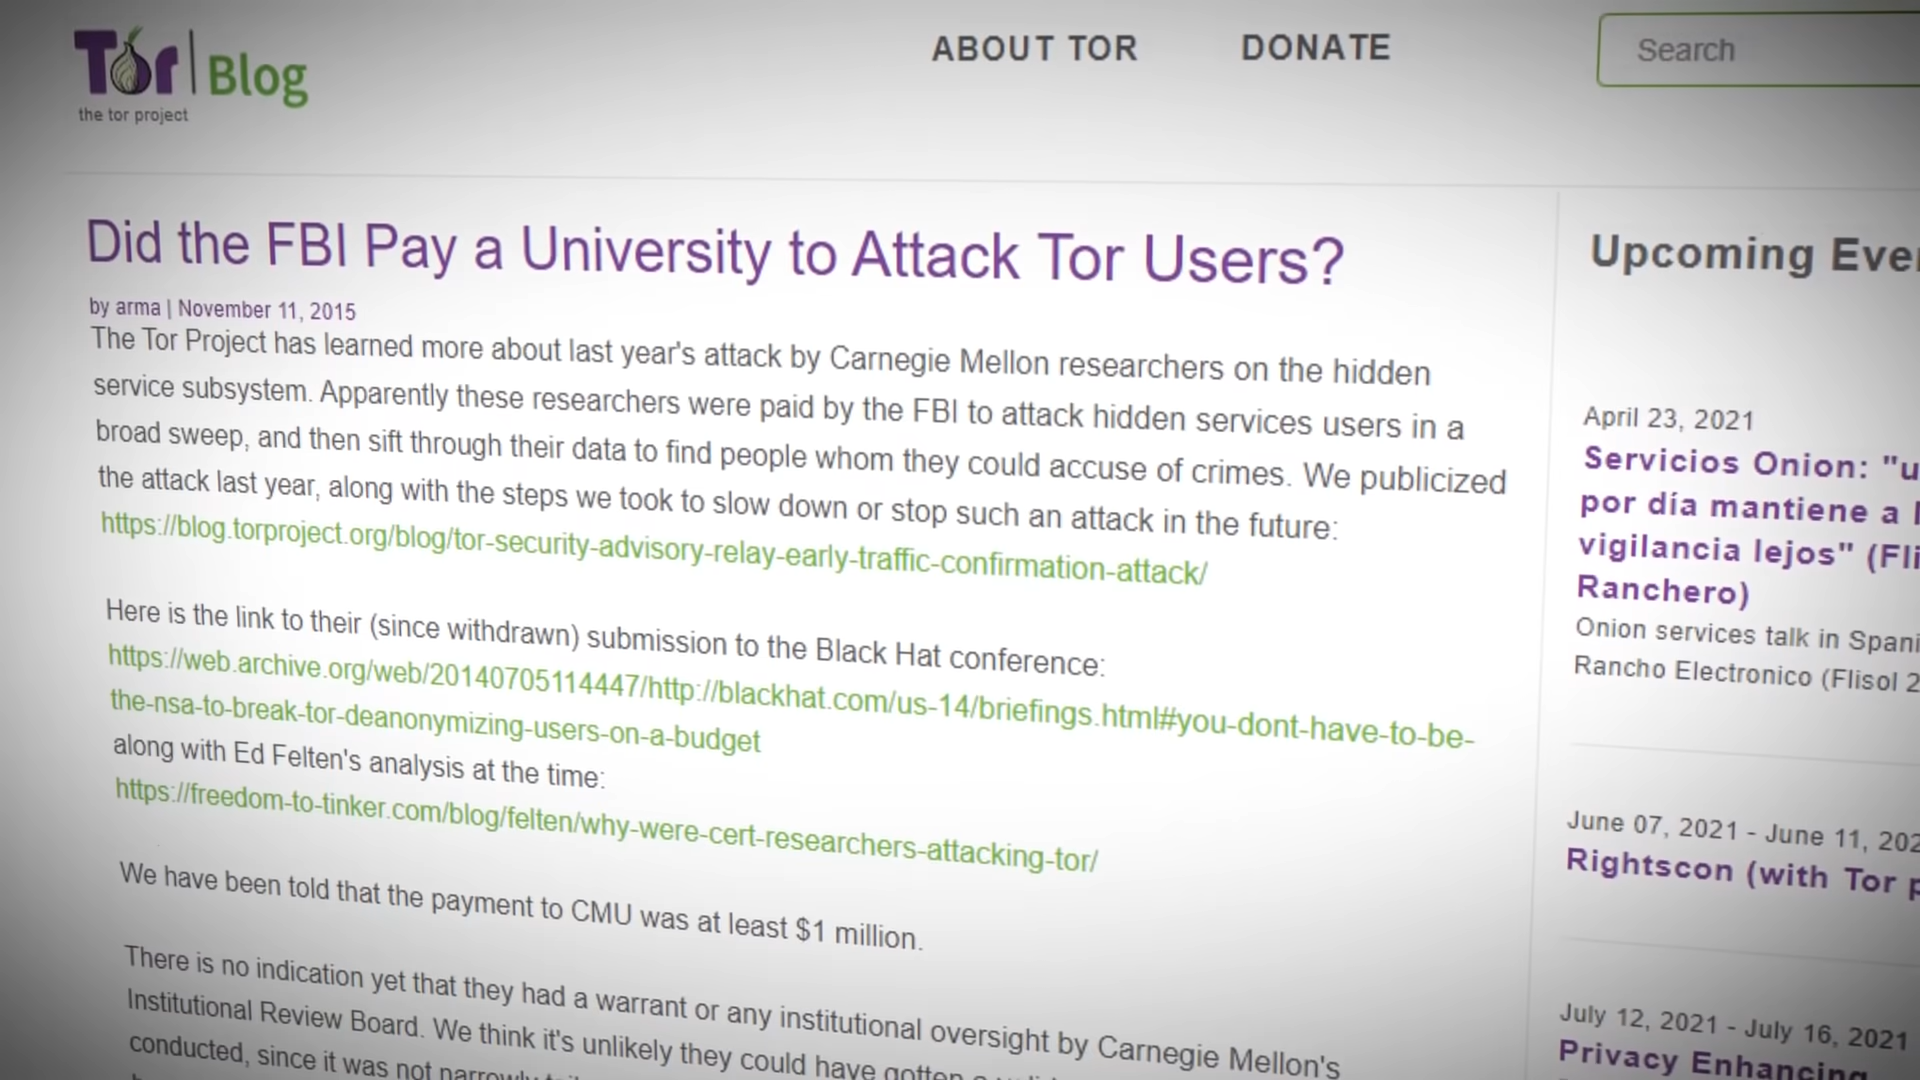 Tor | Blog
the tor project
ABOUT TOR
DONATE
Search
Did the FBI Pay a University to Attack Tor Users?
by arma | November 11, 2015
The Tor Project has learned more about last year's attack by Carnegie Mellon researchers on the hidden
service subsystem. Apparently these researchers were paid by the FBI to attack hidden services users in a
broad sweep, and then sift through their data to find people whom they could accuse of crimes. We publicized
the attack last year, along with the steps we took to slow down or stop such an attack in the future:
https://blog.torproject.org/blog/tor-security-advisory-relay-early-traffic-confirmation-attack/
Here is the link to their (since withdrawn) submission to the Black Hat conference:
https://web.archive.org/web/20140705114447/http://blackhat.com/us-14/briefings.html#you-dont-have-to-be-
the-nsa-to-break-tor-deanonymizing-users-on-a-budget
along with Ed Felten's analysis at the time:
https://freedom-to-tinker.com/blog/felten/why-were-cert-researchers-attacking-tor/
We have been told that the payment to CMU was at least $1 million.
There is no indication yet that they had a warrant or any institutional oversight by Carnegie Mellon's
Institutional Review Board. We think it's unlikely they could have gotten a
conducted, since it was not narrowly
Upcoming Eve
April 23, 2021
Servicios Onion: "u
por día mantiene a l
vigilancia lejos" (Fli
Ranchero)
Onion services talk in Spani
Rancho Electronico (Flisol 2
June 07, 2021 - June 11, 202
Rightscon (with Tor p
July 12, 2021 - July 16, 2021
Privacy Enhancing